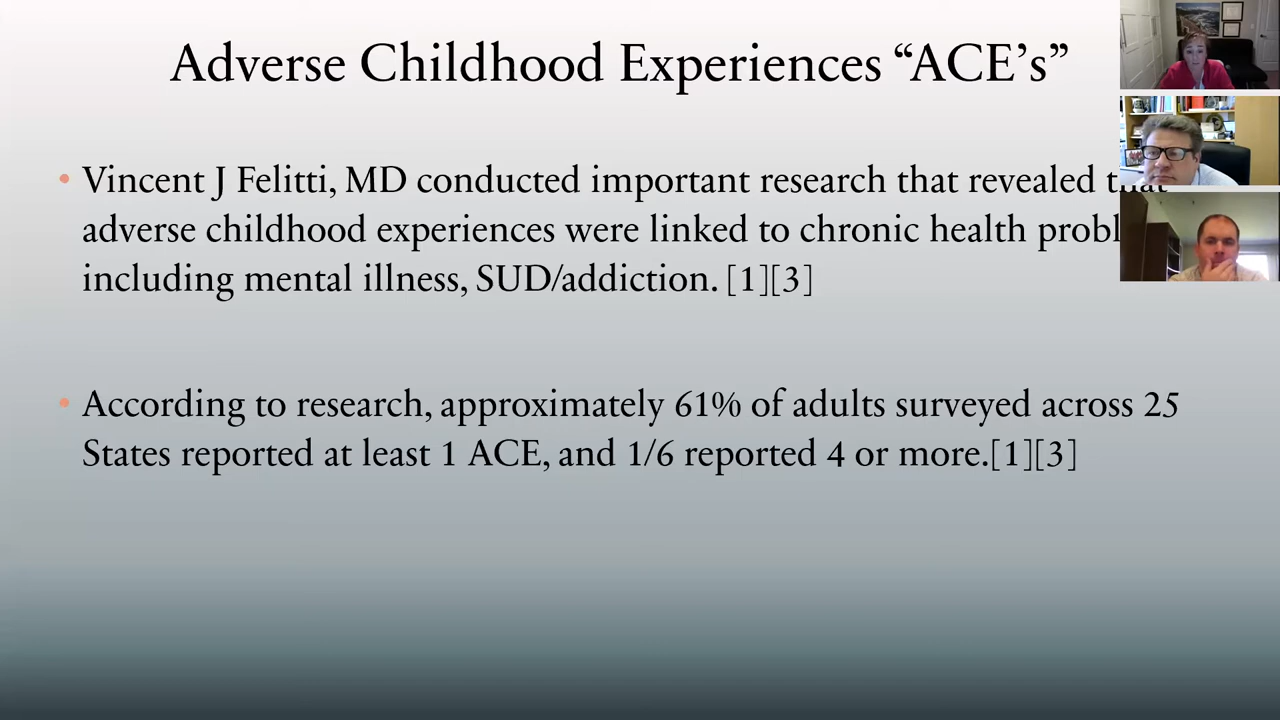 Adverse Childhood Experiences “ACE’s”
• Vincent J Felitti, MD conducted important research that revealed
adverse childhood experiences were linked to chronic health
including mental illness, SUD/addiction. [1][3]
• According to research, approximately 61% of adults surveyed across 25
States reported at least 1 ACE, and 1/6 reported 4 or more.[1][3]